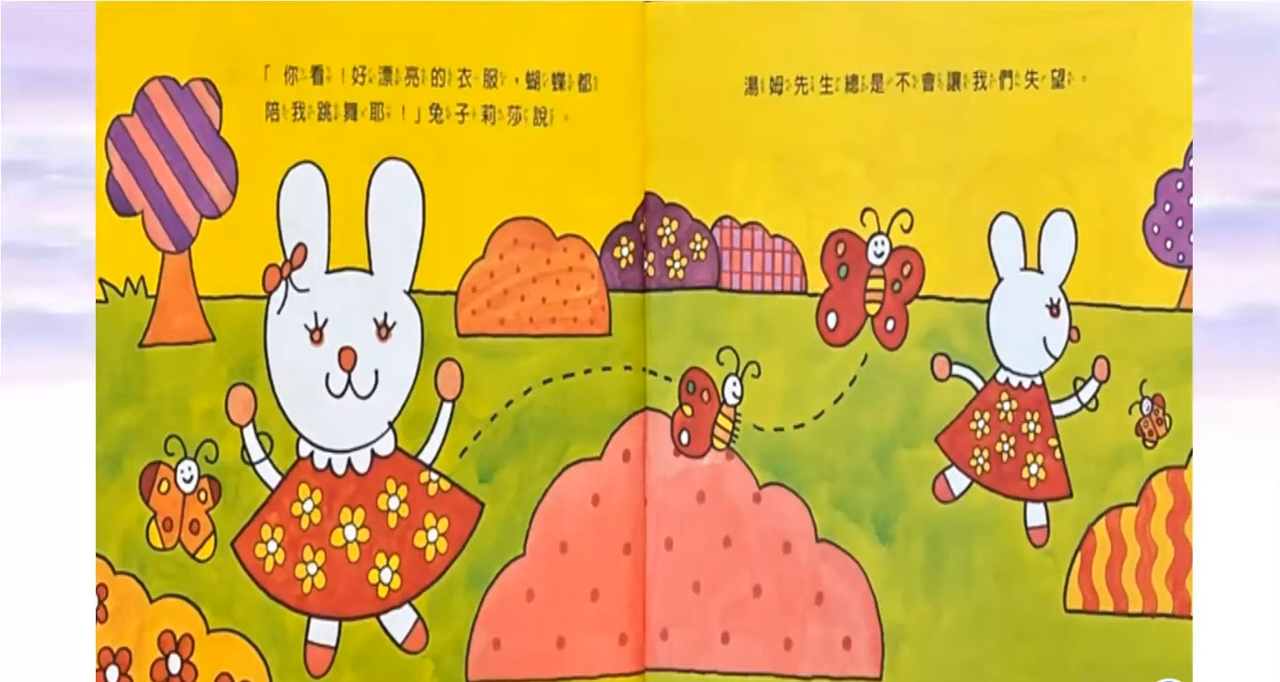 「你看！好漂亮的衣服，蝴蝶都
陪我跳舞耶！」兔子莉莎說。
湯姆先生總是不會讓我們失望。